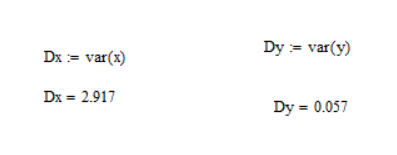 Dx := var(x)
Dx = 2.917
Dy := var(y)
Dy = 0.057